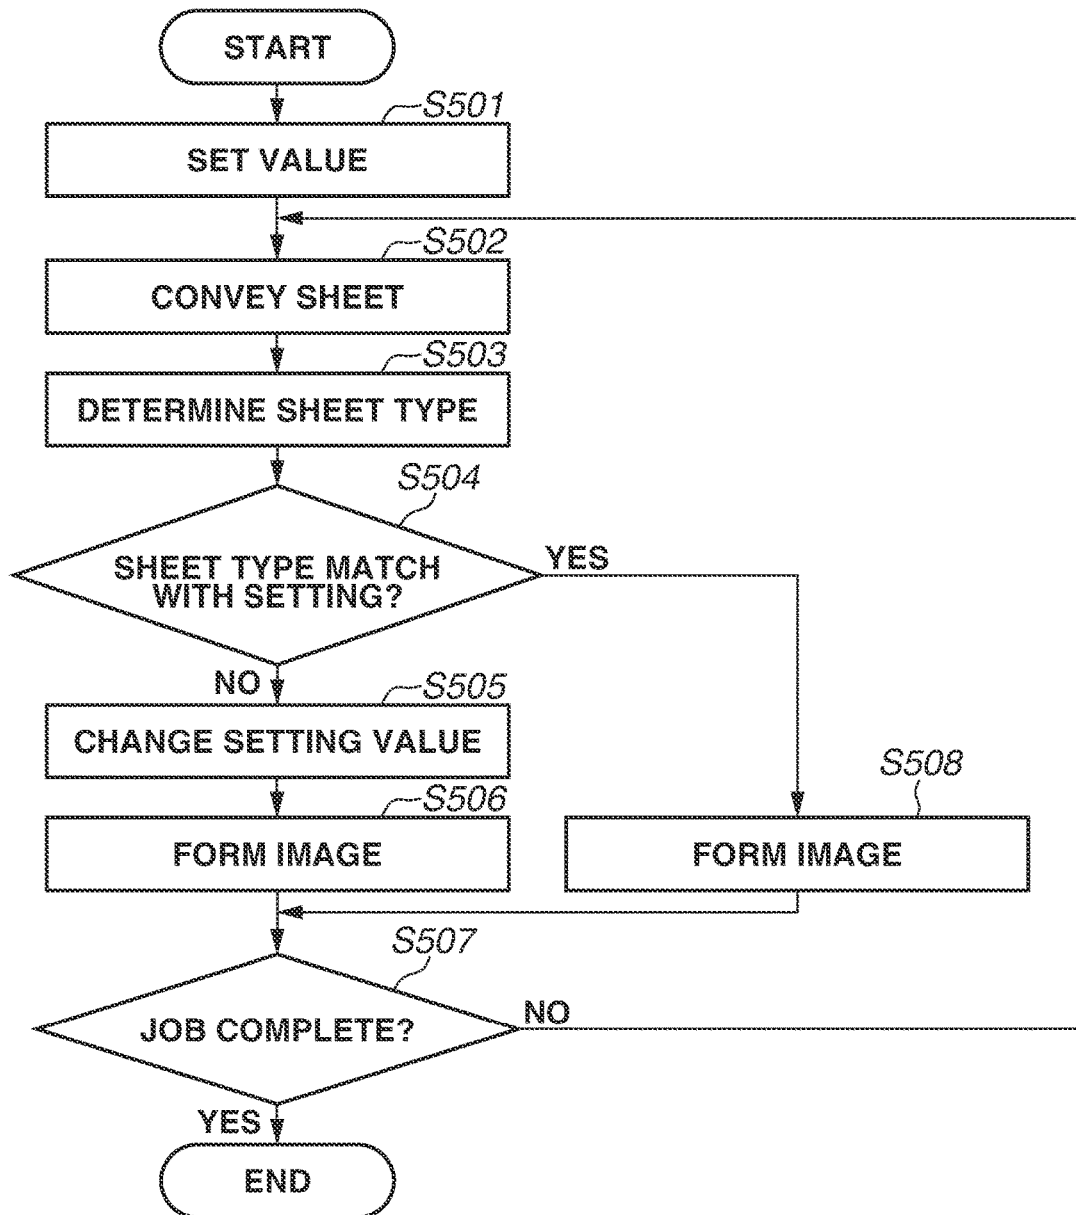 START
S501
SET VALUE
S502
CONVEY SHEET
S503
DETERMINE SHEET TYPE
S504
SHEET TYPE MATCH
WITH SETTING?
YES
NO
S505
CHANGE SETTING VALUE
S506
FORM IMAGE
S508
FORM IMAGE
S507
JOB COMPLETE?
NO
YES
END